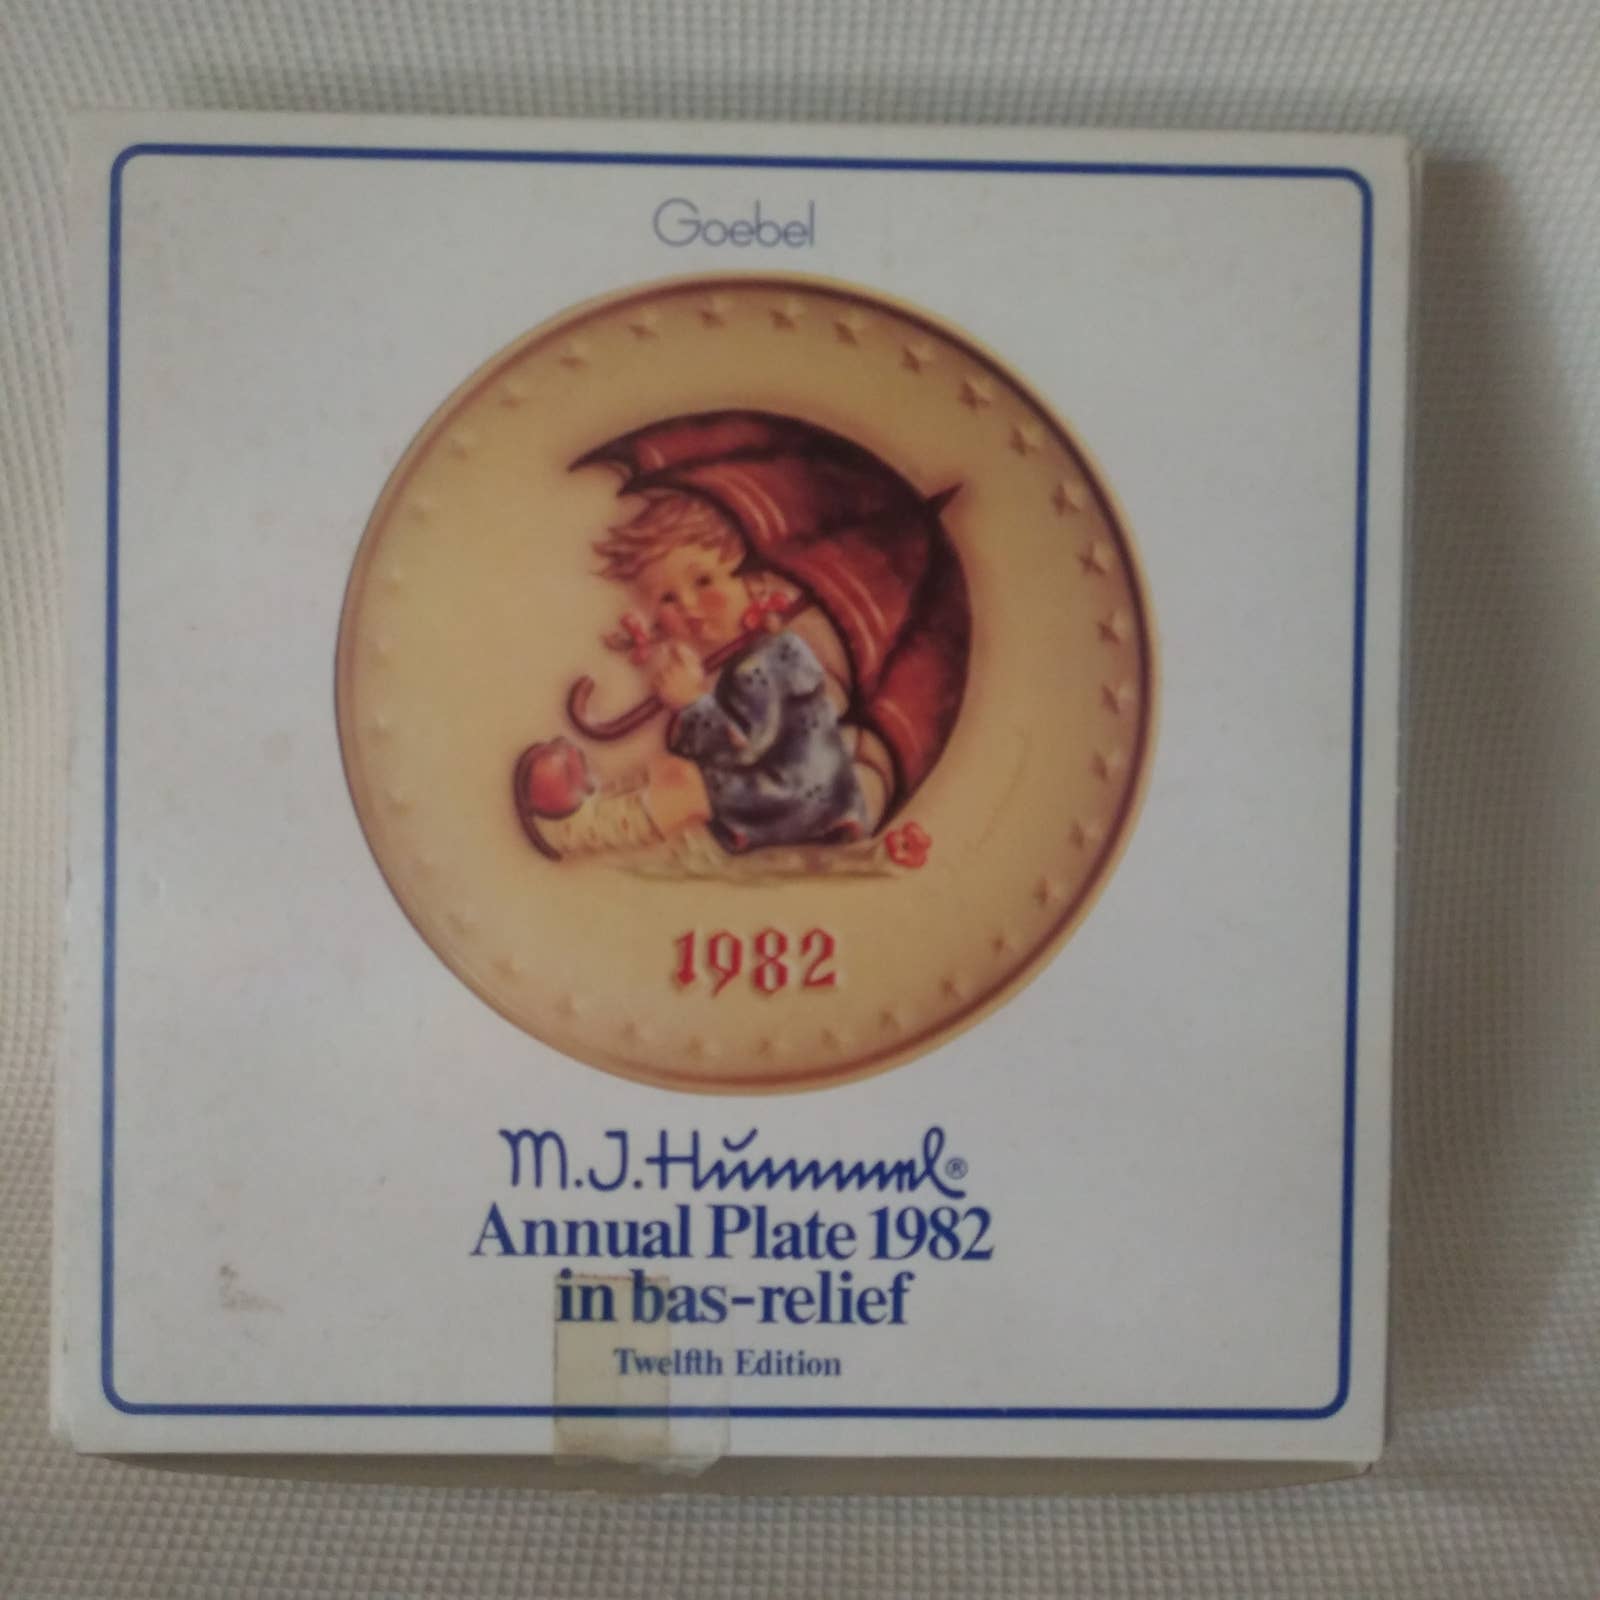 Goebel
1982
M.J.Hummel®
Annual Plate 1982
in bas-relief
Twelfth Edition